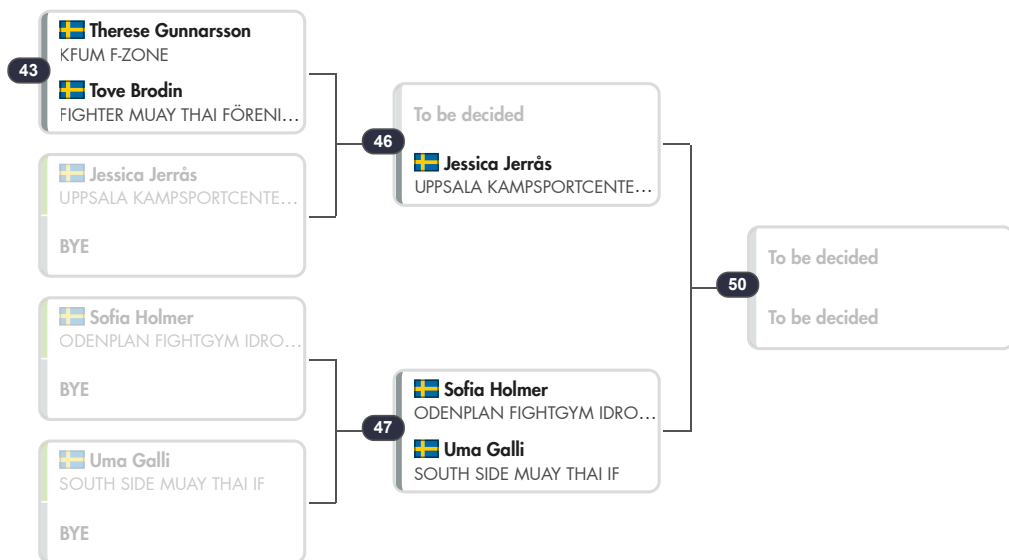 Therese Gunnarsson
KFUM F-ZONE
43
Tove Brodin
FIGHTER MUAY THAI FÖRENI...
Jessica Jerrås
UPPSALA KAMPSPORTCENTE...
BYE
Sofia Holmer
ODENPLAN FIGHTGYM IDRO...
BYE
Uma Galli
SOUTH SIDE MUAY THAI IF
BYE
To be decided
46
Jessica Jerrås
UPPSALA KAMPSPORTCENTE...
Sofia Holmer
ODENPLAN FIGHTGYM IDRO...
47
Uma Galli
SOUTH SIDE MUAY THAI IF
To be decided
50
To be decided